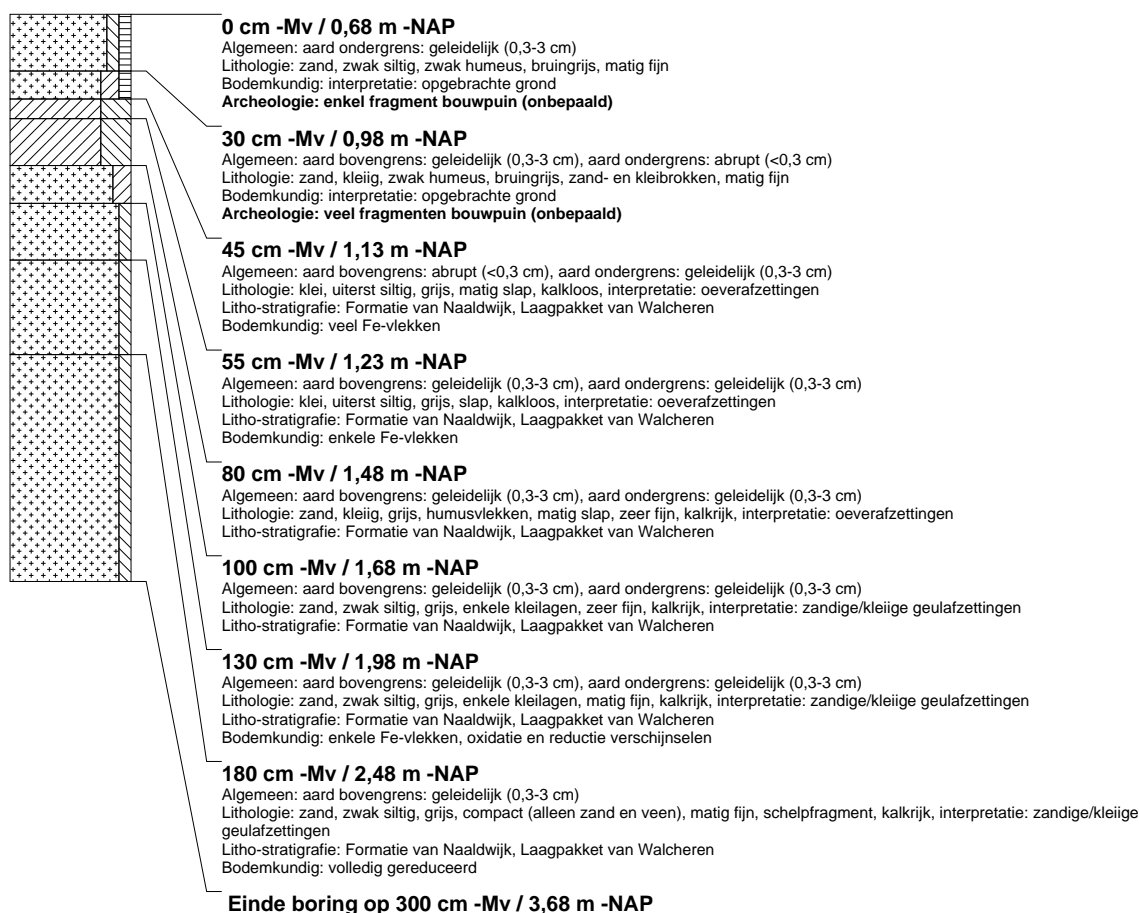 0 cm -Mv / 0,68 m -NAP
Algemeen: aard ondergrens: geleidelijk (0,3-3 cm)
Lithologie: zand, zwak siltig, zwak humeus, bruingrijs, matig fijn
Bodemkundig: interpretatie: opgebrachte grond
Archeologie: enkel fragment bouwpuin (onbepaald)
30 cm -Mv / 0,98 m -NAP
Algemeen: aard bovengrens: geleidelijk (0,3-3 cm), aard ondergrens: abrupt (<0,3 cm)
Lithologie: zand, kleiig, zwak humeus, bruingrijs, zand- en kleibrokken, matig fijn
Bodemkundig: interpretatie: opgebrachte grond
Archeologie: veel fragmenten bouwpuin (onbepaald)
45 cm -Mv / 1,13 m -NAP
Algemeen: aard bovengrens: abrupt (<0,3 cm), aard ondergrens: geleidelijk (0,3-3 cm)
Lithologie: klei, uiterst siltig, grijs, matig slap, kalkloos, interpretatie: oeverafzettingen
Litho-stratigrafie: Formatie van Naaldwijk, Laagpakket van Walcheren
Bodemkundig: veel Fe-vlekken
55 cm -Mv / 1,23 m -NAP
Algemeen: aard bovengrens: geleidelijk (0,3-3 cm), aard ondergrens: geleidelijk (0,3-3 cm)
Lithologie: klei, uiterst siltig, grijs, slap, kalkloos, interpretatie: oeverafzettingen
Litho-stratigrafie: Formatie van Naaldwijk, Laagpakket van Walcheren
Bodemkundig: enkele Fe-vlekken
80 cm -Mv / 1,48 m -NAP
Algemeen: aard bovengrens: geleidelijk (0,3-3 cm), aard ondergrens: geleidelijk (0,3-3 cm)
Lithologie: zand, kleiig, grijs, humusvlekken, matig slap, zeer fijn, kalkrijk, interpretatie: oeverafzettingen
Litho-stratigrafie: Formatie van Naaldwijk, Laagpakket van Walcheren
100 cm -Mv / 1,68 m -NAP
Algemeen: aard bovengrens: geleidelijk (0,3-3 cm), aard ondergrens: geleidelijk (0,3-3 cm)
Lithologie: zand, zwak siltig, grijs, enkele kleilagen, zeer fijn, kalkrijk, interpretatie: zandige/kleiige geulafzettingen
Litho-stratigrafie: Formatie van Naaldwijk, Laagpakket van Walcheren
130 cm -Mv / 1,98 m -NAP
Algemeen: aard bovengrens: geleidelijk (0,3-3 cm), aard ondergrens: geleidelijk (0,3-3 cm)
Lithologie: zand, zwak siltig, grijs, enkele kleilagen, matig fijn, kalkrijk, interpretatie: zandige/kleiige geulafzettingen
Litho-stratigrafie: Formatie van Naaldwijk, Laagpakket van Walcheren
Bodemkundig: enkele Fe-vlekken, oxidatie en reductie verschijnselen
180 cm -Mv / 2,48 m -NAP
Algemeen: aard bovengrens: geleidelijk (0,3-3 cm)
Lithologie: zand, zwak siltig, grijs, compact (alleen zand en veen), matig fijn, schelpfragment, kalkrijk, interpretatie: zandige/kleiige
geulafzettingen
Litho-stratigrafie: Formatie van Naaldwijk, Laagpakket van Walcheren
Bodemkundig: volledig gereduceerd
Einde boring op 300 cm -Mv / 3,68 m -NAP